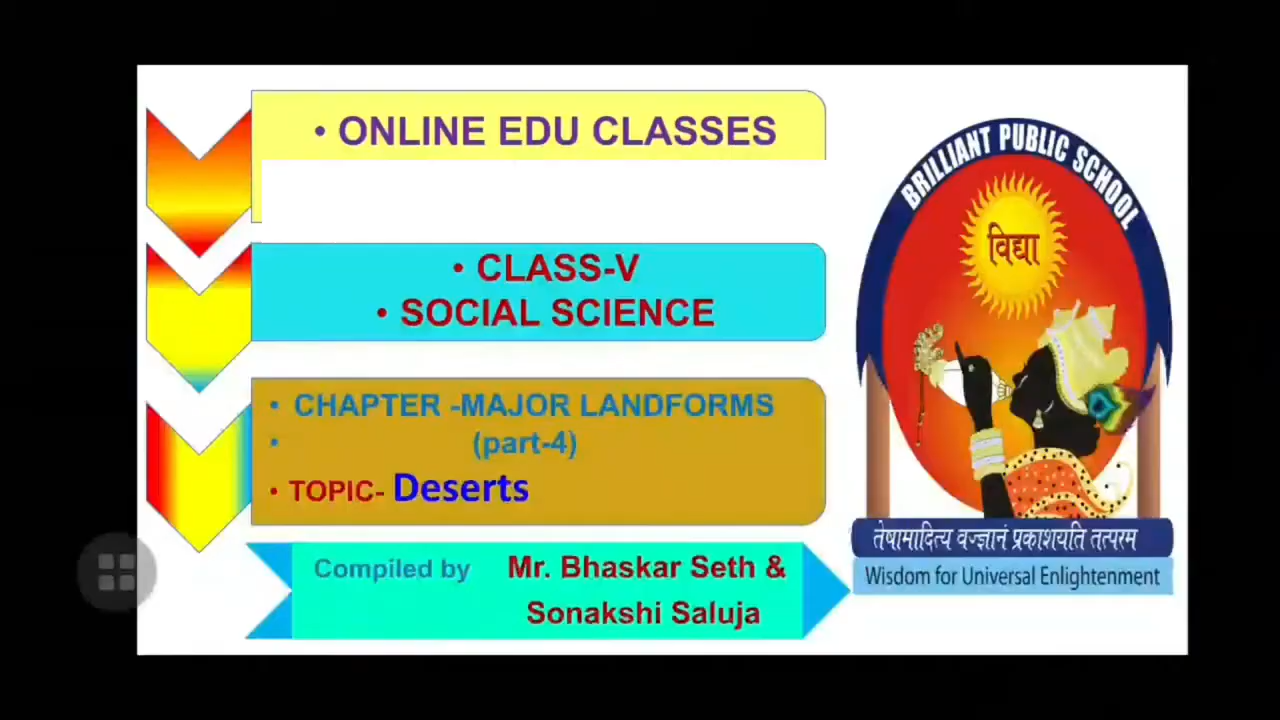 • ONLINE EDU CLASSES
• CLASS-V
• SOCIAL SCIENCE
• CHAPTER -MAJOR LANDFORMS
• (part-4)
• TOPIC- Deserts
Compiled by Mr. Bhaskar Seth &
Sonakshi Saluja
BRILLIANT PUBLIC SCHOOL
विद्या
तेषामादित्य वज्ज्ञानं प्रकाशयति तत्परम
Wisdom for Universal Enlightenment